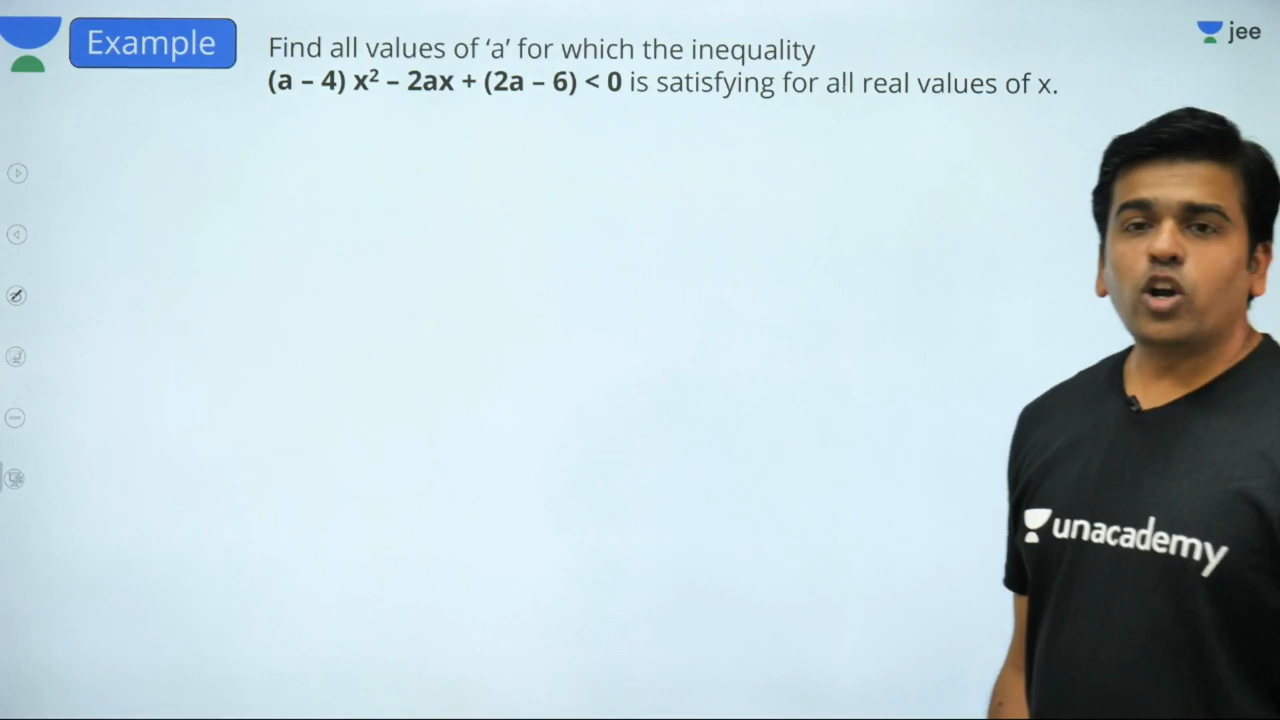 Example
Find all values of ‘a’ for which the inequality
(a – 4) x² – 2ax + (2a – 6) < 0 is satisfying for all real values of x.
jee
unacademy